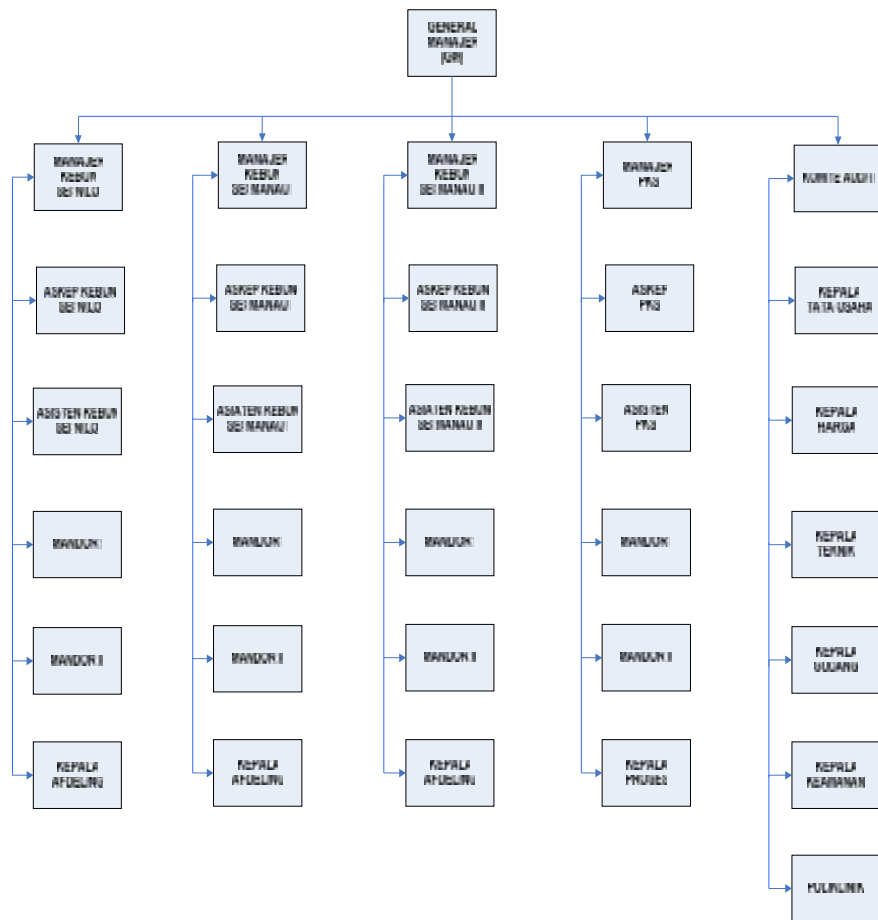 GENERAL
MANAJER
(GM)
MANAJER
KEBUN
SEI NILO
MANAJER
KEBUN
SEI MANAU I
MANAJER
KEBUN
SEI MANAU II
MANAJER
PKS
KOMITE AUDIT
ASKEP KEBUN
SEI NILO
ASKEP KEBUN
SEI MANAU I
ASKEP KEBUN
SEI MANAU II
ASKEP
PKS
KEPALA
TATA USAHA
ASISTEN KEBUN
SEI NILO
ASIATEN KEBUN
SEI MANAU I
ASIATEN KEBUN
SEI MANAU II
ASISTEN
PKS
KEPALA
HARGA
MANDOR I
MANDOR I
MANDOR I
MANDOR I
KEPALA
TEKNIK
MANDOR II
MANDOR II
MANDOR II
MANDOR II
KEPALA
GUDANG
KEPALA
AFDELING
KEPALA
AFDELING
KEPALA
AFDELING
KEPALA
PROSES
KEPALA
KEAMANAN
POLIKLINIK